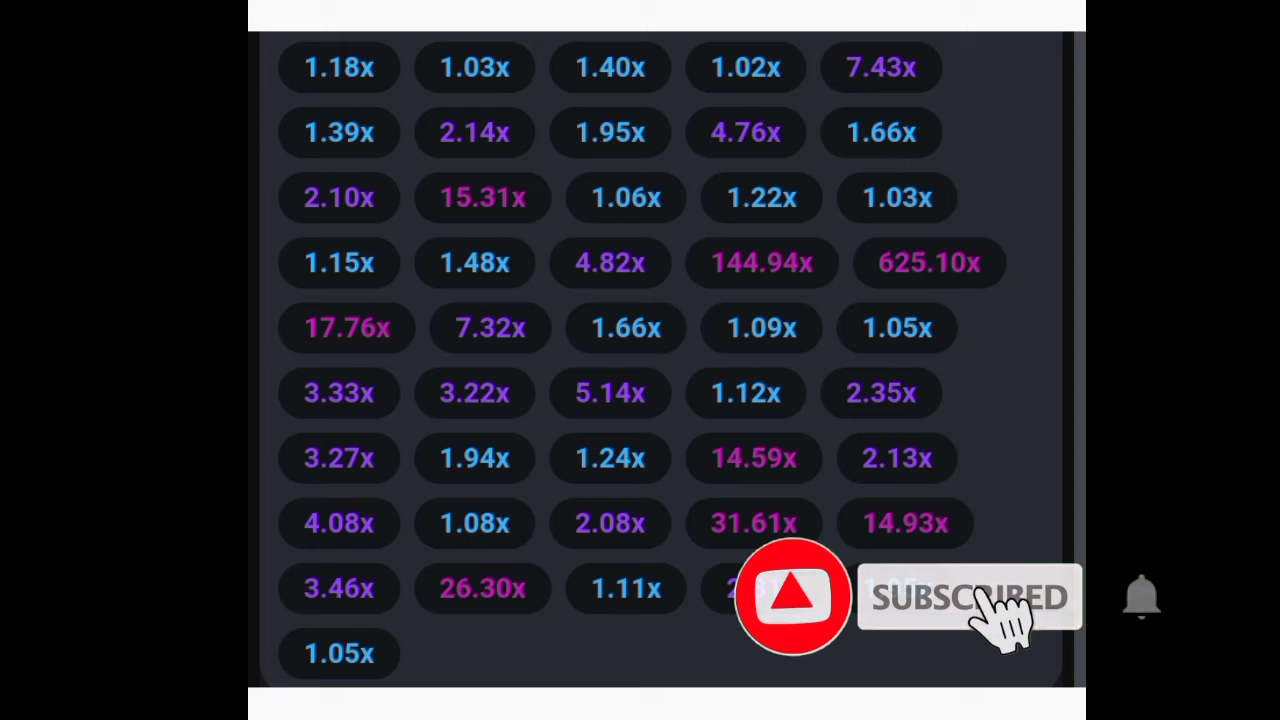 1.18x 1.03x 1.40x 1.02x 7.43x
1.39x 2.14x 1.95x 4.76x 1.66x
2.10x 15.31x 1.06x 1.22x 1.03x
1.15x 1.48x 4.82x 144.94x 625.10x
17.76x 7.32x 1.66x 1.09x 1.05x
3.33x 3.22x 5.14x 1.12x 2.35x
3.27x 1.94x 1.24x 14.59x 2.13x
4.08x 1.08x 2.08x 31.61x 14.93x
3.46x 26.30x 1.11x
SUBSCRIBED
1.05x